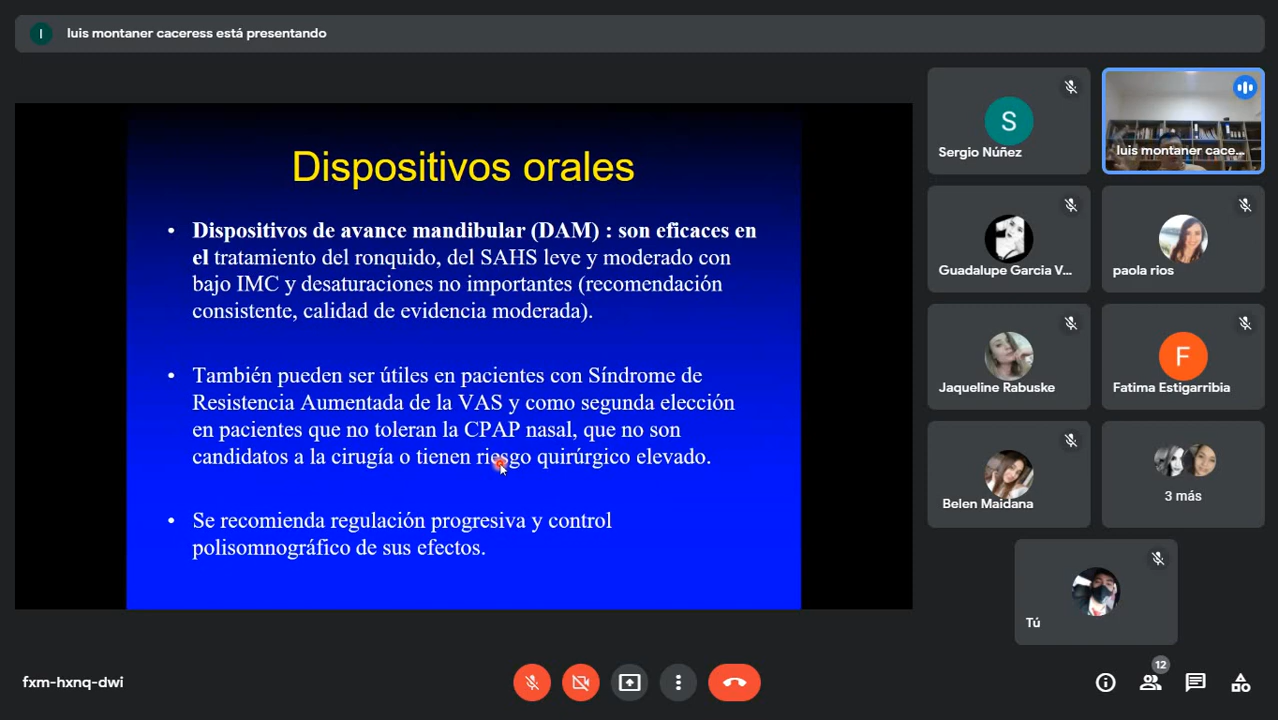 I
luis montaner caceress está presentando
Dispositivos orales
• Dispositivos de avance mandibular (DAM) : son eficaces en
el tratamiento del ronquido, del SAHS leve y moderado con
bajo IMC y desaturaciones no importantes (recomendación
consistente, calidad de evidencia moderada).
• También pueden ser útiles en pacientes con Síndrome de
Resistencia Aumentada de la VAS y como segunda elección
en pacientes que no toleran la CPAP nasal, que no son
candidatos a la cirugía o tienen riesgo quirúrgico elevado.
• Se recomienda regulación progresiva y control
polisomnográfico de sus efectos.
S
Sergio Núñez
luis montaner cace...
Guadalupe Garcia V...
paola rios
Jaqueline Rabuske
F
Fatima Estigarribia
Belen Maidana
3 más
Tú
fxm-hxnq-dwi
12